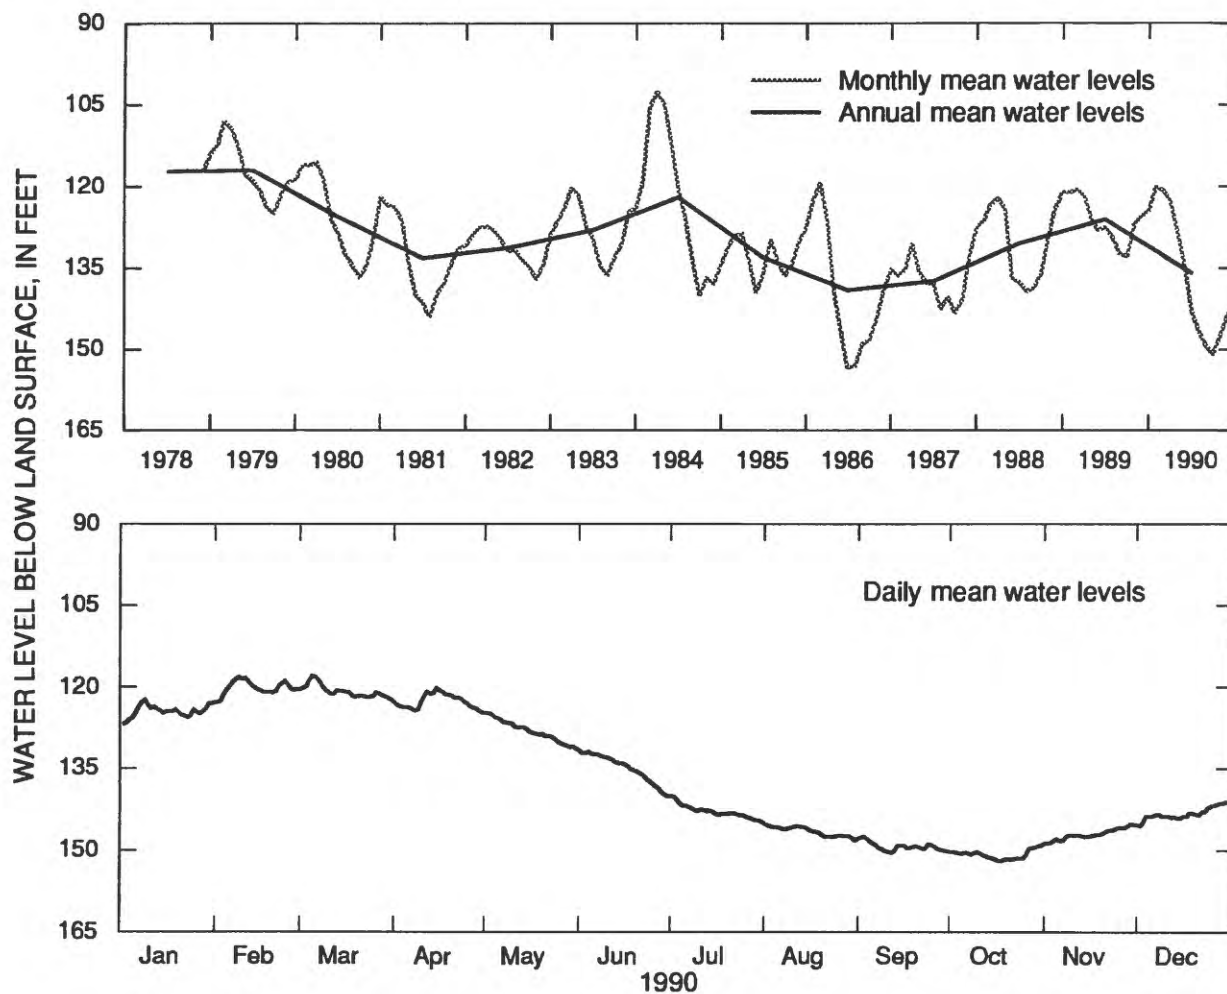 WATER LEVEL BELOW LAND SURFACE, IN FEET
90
105
120
135
150
165
Monthly mean water levels
Annual mean water levels
1978 1979 1980 1981 1982 1983 1984 1985 1986 1987 1988 1989 1990
90
105
120
135
150
165
Daily mean water levels
Jan Feb Mar Apr May Jun Jul Aug Sep Oct Nov Dec
1990